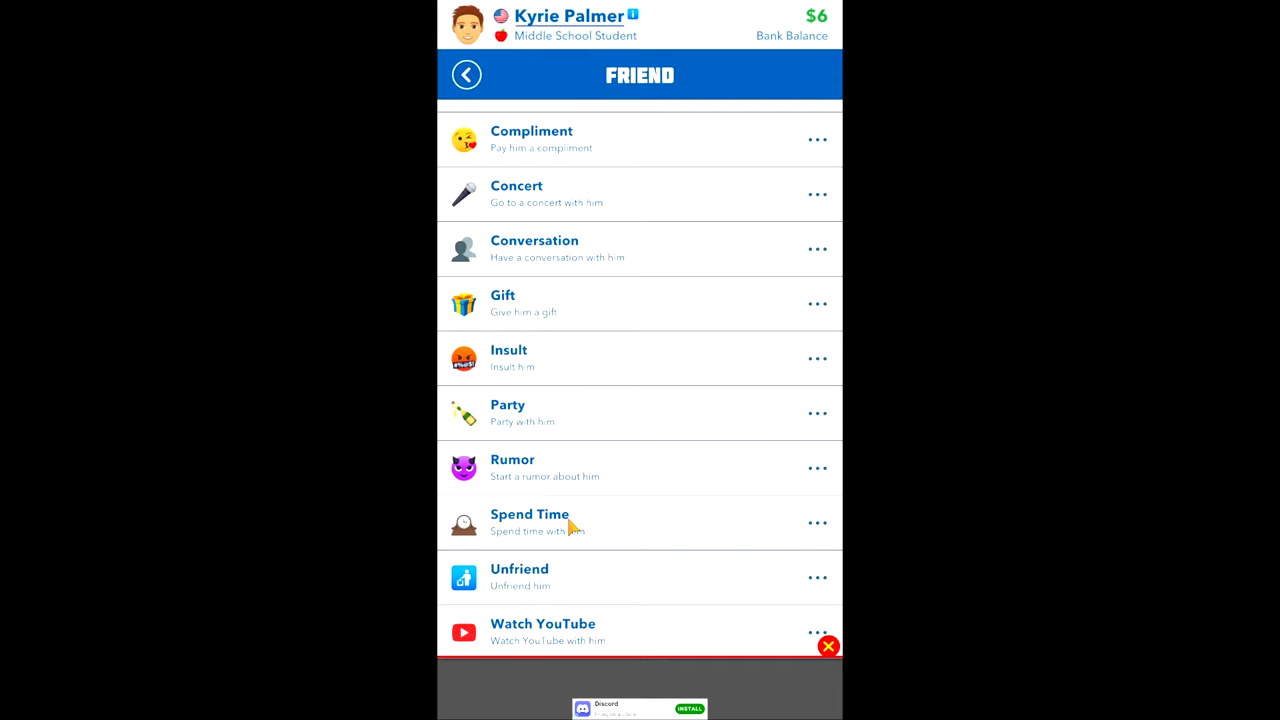 Kyrie Palmer
$6
Middle School Student
Bank Balance
FRIEND
Compliment
Pay him a compliment
Concert
Go to a concert with him
Conversation
Have a conversation with him
Gift
Give him a gift
Insult
Insult him
Party
Party with him
Rumor
Start a rumor about him
Spend Time
Spend time with him
Unfriend
Unfriend him
Watch YouTube
Watch YouTube with him
Discord
INSTALL